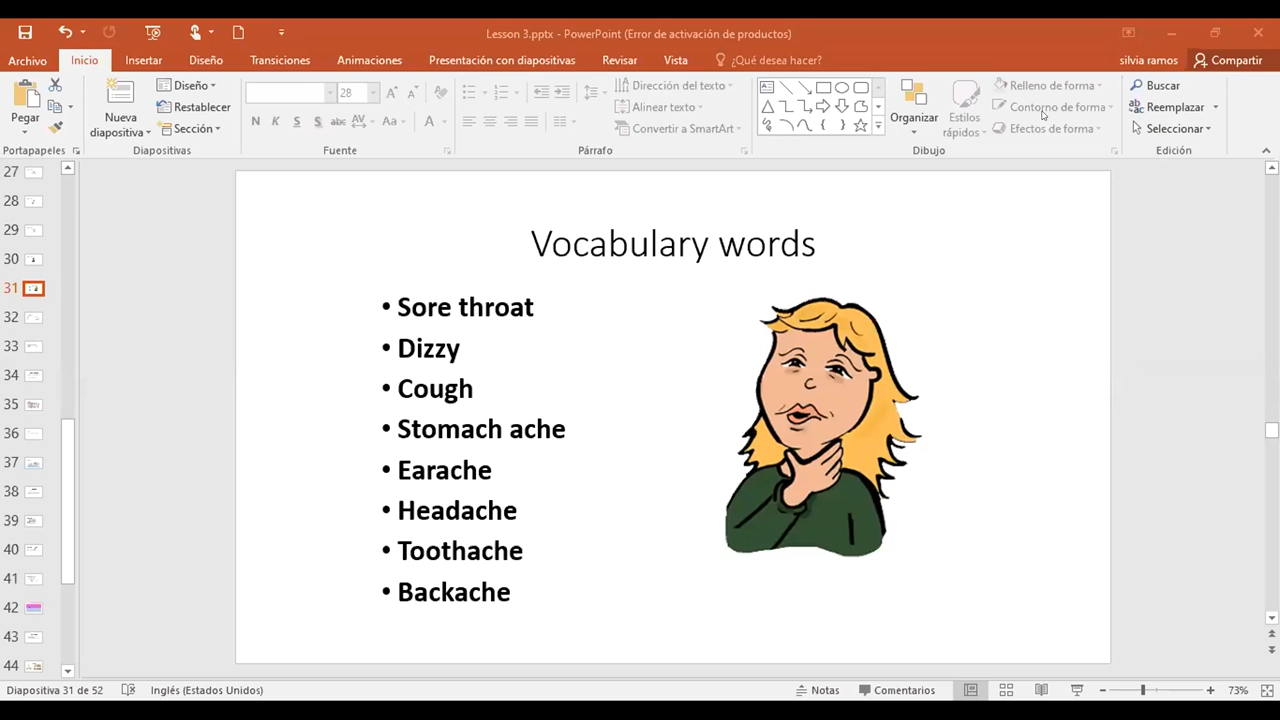 Lesson 3.pptx - PowerPoint (Error de activación de productos)
Archivo Inicio Insertar Diseño Transiciones Animaciones Presentación con diapositivas Revisar Vista ¿Qué desea hacer? silvia ramos Compartir
Pegar
Nueva diapositiva
Diseño
Restablecer
Sección
28
N K S S abc AV Aa A
Dirección del texto
Alinear texto
Convertir a SmartArt
Organizar
Estilos rápidos
Relleno de forma
Contorno de forma
Efectos de forma
Buscar
Reemplazar
Seleccionar
Portapapeles Diapositivas Fuente Párrafo Dibujo Edición
27
28
29
30
31
32
33
34
35
36
37
38
39
40
41
42
43
44
Vocabulary words
• Sore throat
• Dizzy
• Cough
• Stomach ache
• Earache
• Headache
• Toothache
• Backache
Diapositiva 31 de 52 Inglés (Estados Unidos) Notas Comentarios 73%